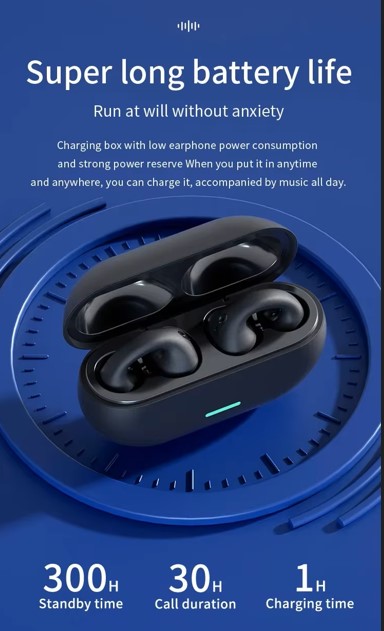 Super long battery life
Run at will without anxiety
Charging box with low earphone power consumption
and strong power reserve When you put it in anytime
and anywhere, you can charge it, accompanied by music all day.
300H 30H 1H
Standby time Call duration Charging time